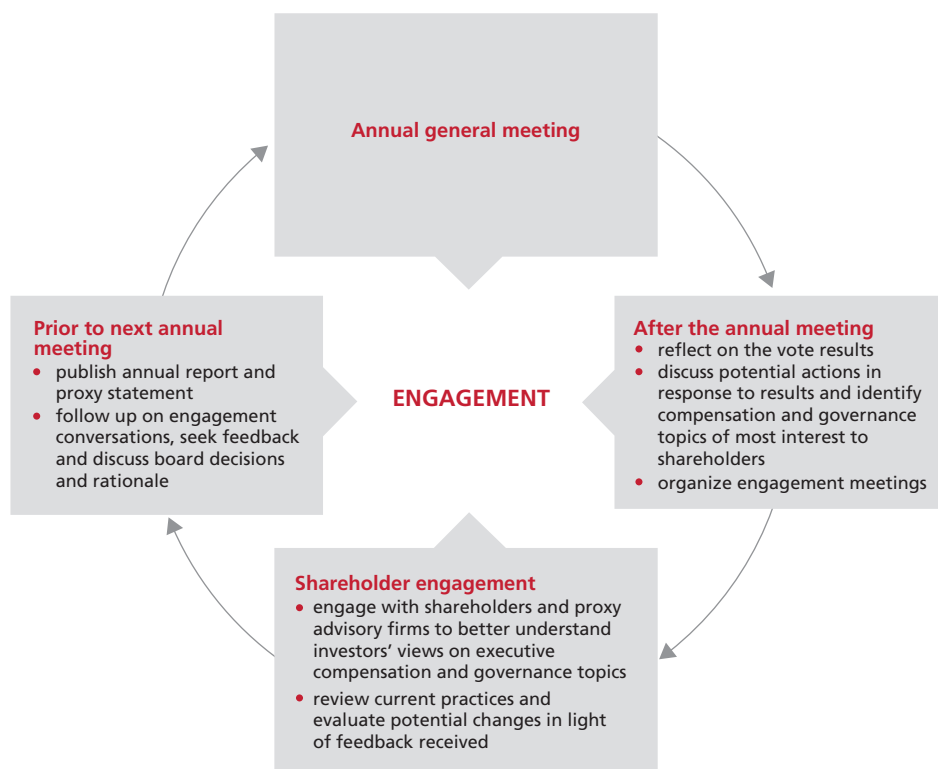 Annual general meeting
Prior to next annual
meeting
• publish annual report and
proxy statement
• follow up on engagement
conversations, seek feedback
and discuss board decisions
and rationale
ENGAGEMENT
After the annual meeting
• reflect on the vote results
• discuss potential actions in
response to results and identify
compensation and governance
topics of most interest to
shareholders
• organize engagement meetings
Shareholder engagement
• engage with shareholders and proxy
advisory firms to better understand
investors’ views on executive
compensation and governance topics
• review current practices and
evaluate potential changes in light
of feedback received